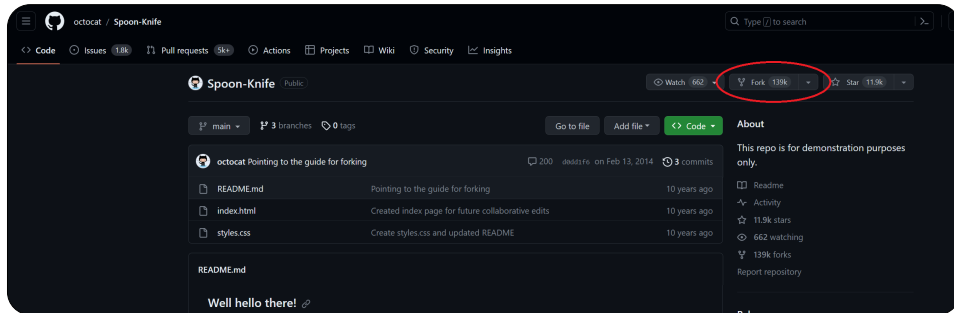 octocat / Spoon-Knife
Type / to search
Code
Issues 1.8k
Pull requests 5k+
Actions
Projects
Wiki
Security
Insights
Spoon-Knife Public
Watch 662
Fork 139k
Star 11.9k
main
3 branches
0 tags
Go to file
Add file
Code
octocat Pointing to the guide for forking
200
d0dd1f6 on Feb 13, 2014
3 commits
README.md Pointing to the guide for forking 10 years ago
index.html Created index page for future collaborative edits 10 years ago
styles.css Create styles.css and updated README 10 years ago
README.md
Well hello there!
About
This repo is for demonstration purposes
only.
Readme
Activity
11.9k stars
662 watching
139k forks
Report repository